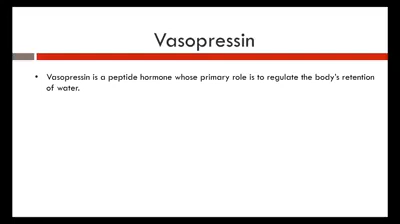 Vasopressin
• Vasopressin is a peptide hormone whose primary role is to regulate the body's retention
of water.